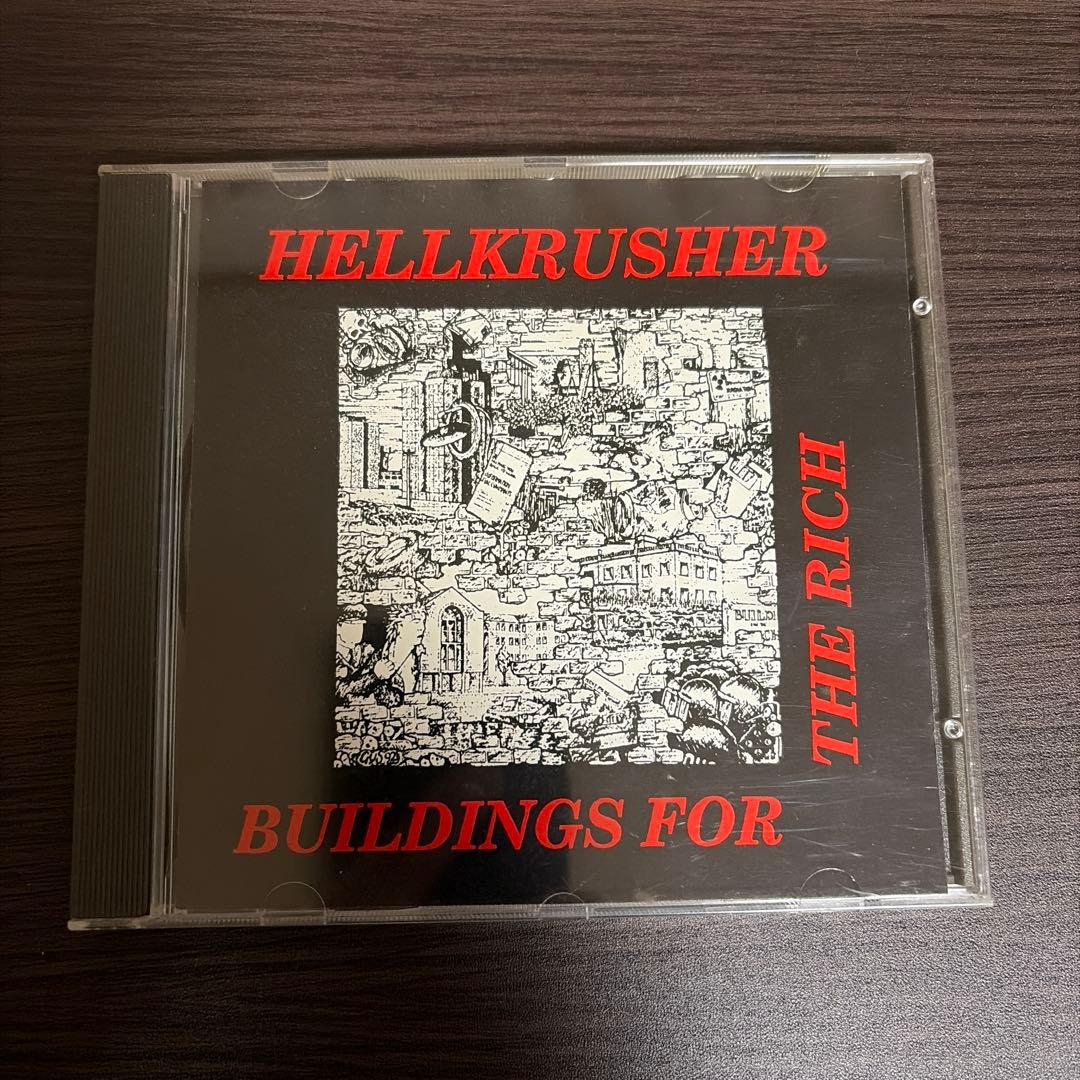 HELLKRUSHER
BUILDINGS FOR
THE RICH